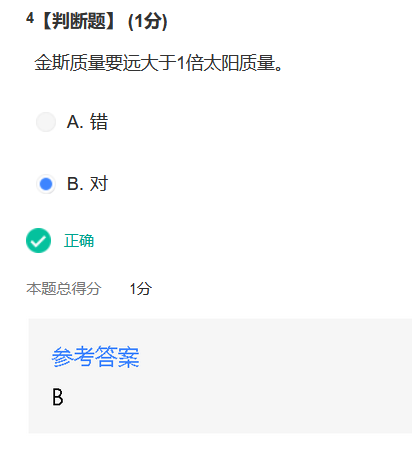 4【判断题】 (1分)
金斯质量要远大于1倍太阳质量。
A. 错
B. 对
正确
本题总得分 1分
参考答案
B